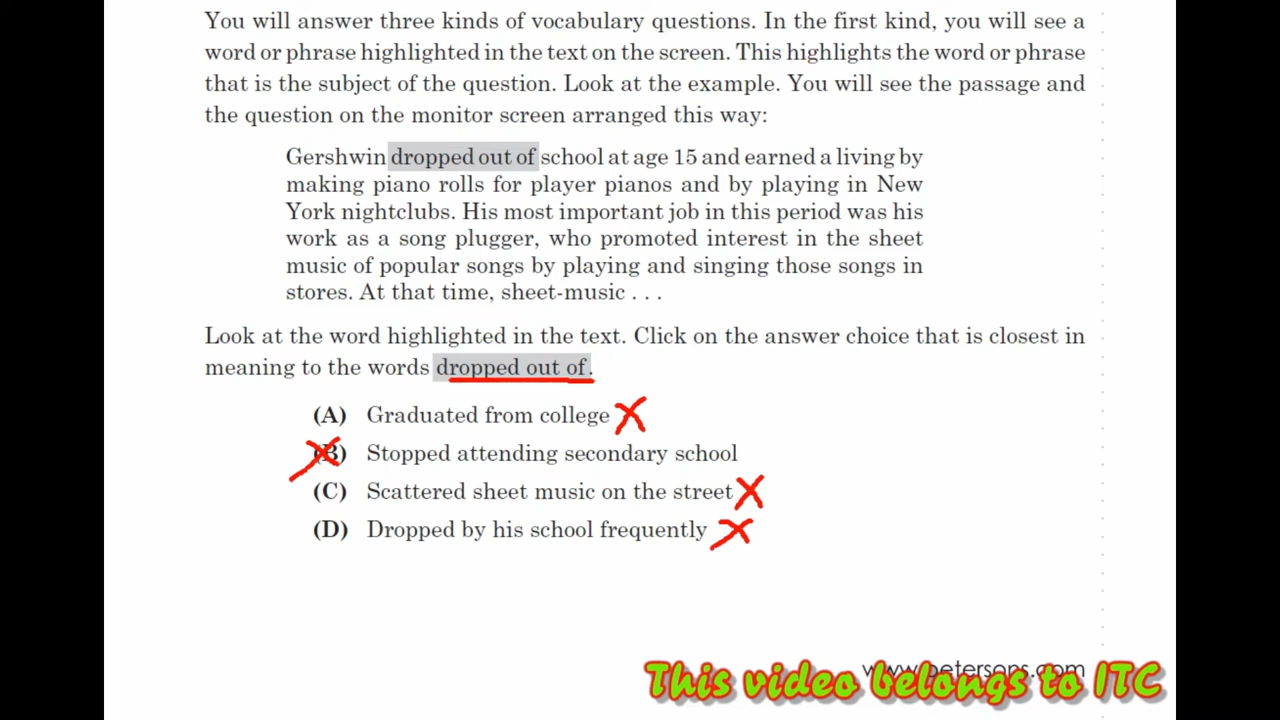 You will answer three kinds of vocabulary questions. In the first kind, you will see a
word or phrase highlighted in the text on the screen. This highlights the word or phrase
that is the subject of the question. Look at the example. You will see the passage and
the question on the monitor screen arranged this way:
Gershwin dropped out of school at age 15 and earned a living by
making piano rolls for player pianos and by playing in New
York nightclubs. His most important job in this period was his
work as a song plugger, who promoted interest in the sheet
music of popular songs by playing and singing those songs in
stores. At that time, sheet-music . . .
Look at the word highlighted in the text. Click on the answer choice that is closest in
meaning to the words dropped out of.
(A) Graduated from college
(B) Stopped attending secondary school
(C) Scattered sheet music on the street
(D) Dropped by his school frequently
www.petersons.com
This video belongs to ITC